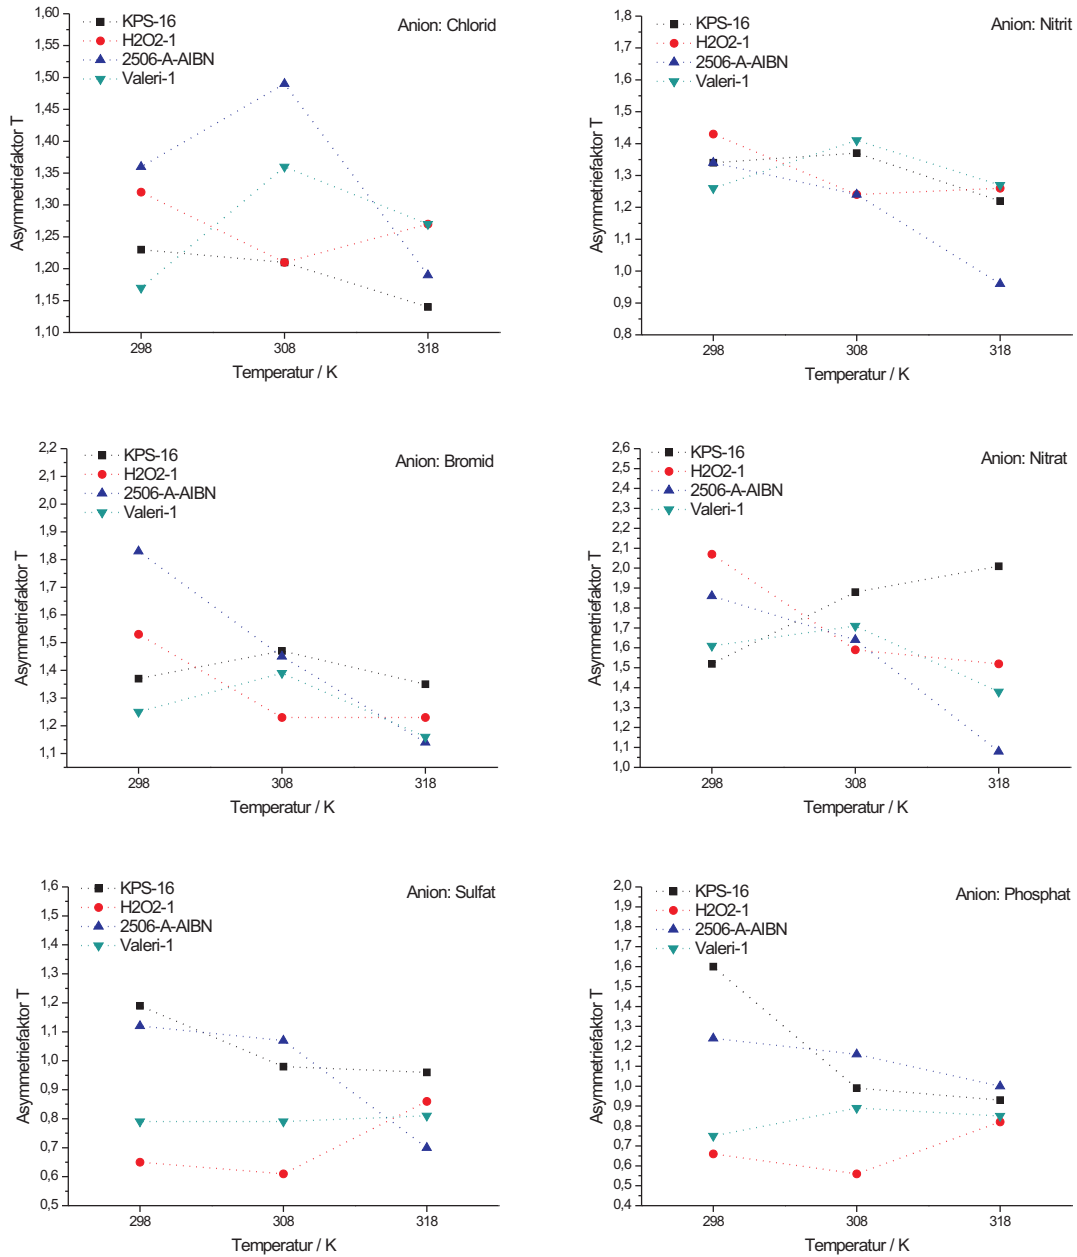 Anion: Chlorid
KPS-16
H2O2-1
2506-A-AIBN
Valeri-1
Asymmetriefaktor T
1,60
1,55
1,50
1,45
1,40
1,35
1,30
1,25
1,20
1,15
1,10
298 308 318
Temperatur / K
Anion: Nitrit
KPS-16
H2O2-1
2506-A-AIBN
Valeri-1
Asymmetriefaktor T
1,8
1,7
1,6
1,5
1,4
1,3
1,2
1,1
1,0
0,9
0,8
298 308 318
Temperatur / K
Anion: Bromid
KPS-16
H2O2-1
2506-A-AIBN
Valeri-1
Asymmetriefaktor T
2,2
2,1
2,0
1,9
1,8
1,7
1,6
1,5
1,4
1,3
1,2
1,1
298 308 318
Temperatur / K
Anion: Nitrat
KPS-16
H2O2-1
2506-A-AIBN
Valeri-1
Asymmetriefaktor T
2,6
2,5
2,4
2,3
2,2
2,1
2,0
1,9
1,8
1,7
1,6
1,5
1,4
1,3
1,2
1,1
1,0
298 308 318
Temperatur / K
Anion: Sulfat
KPS-16
H2O2-1
2506-A-AIBN
Valeri-1
Asymmetriefaktor T
1,6
1,5
1,4
1,3
1,2
1,1
1,0
0,9
0,8
0,7
0,6
0,5
298 308 318
Temperatur / K
Anion: Phosphat
KPS-16
H2O2-1
2506-A-AIBN
Valeri-1
Asymmetriefaktor T
2,0
1,9
1,8
1,7
1,6
1,5
1,4
1,3
1,2
1,1
1,0
0,9
0,8
0,7
0,6
0,5
0,4
298 308 318
Temperatur / K